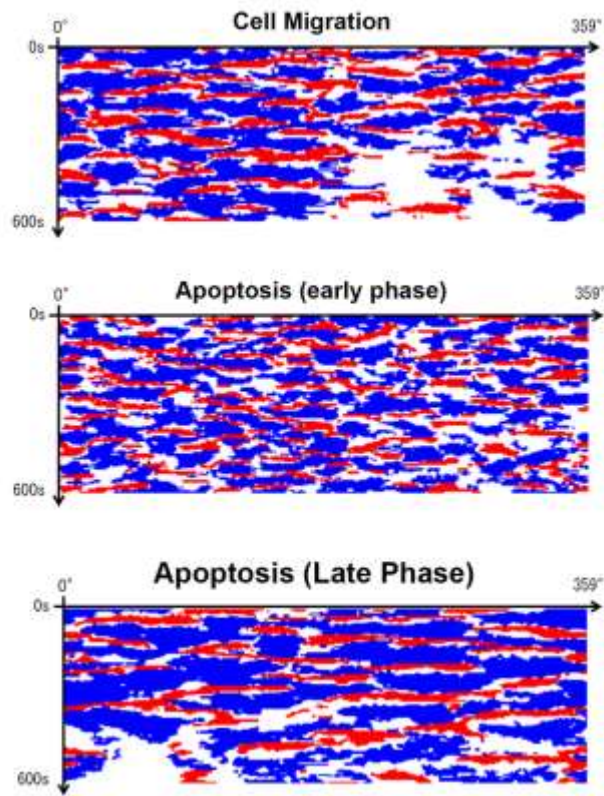 Cell Migration
0° 359°
0s
600s
Apoptosis (early phase)
0° 359°
0s
600s
Apoptosis (Late Phase)
0° 359°
0s
600s